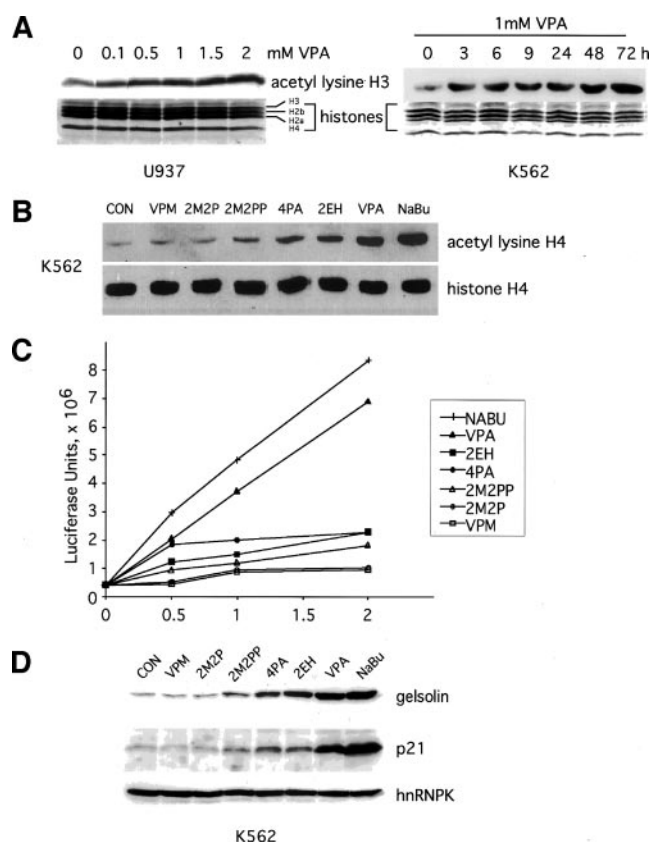 A
1mM VPA
0 0.1 0.5 1 1.5 2 mM VPA
0 3 6 9 24 48 72 h
acetyl lysine H3
H3
H2b
H2a
H4
histones
U937
K562
B
CON VPM 2M2P 2M2PP 4PA 2EH VPA NaBu
K562
acetyl lysine H4
histone H4
C
Luciferase Units, x 10⁶
8
7
6
5
4
3
2
1
0
0 0.5 1 1.5 2
NABU
VPA
2EH
4PA
2M2PP
2M2P
VPM
D
CON VPM 2M2P 2M2PP 4PA 2EH VPA NaBu
gelsolin
p21
hnRNPK
K562